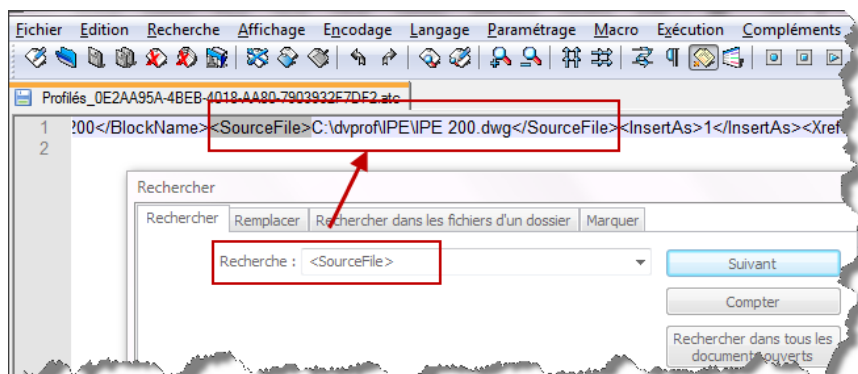 Fichier Edition Recherche Affichage Encodage Langage Paramétrage Macro Exécution Compléments
Profilés_0E2AA95A-4BEB-4018-AA80-7903932F7DF2.atc
1 200</BlockName><SourceFile>C:\dvprof\IPE\IPE 200.dwg</SourceFile><InsertAs>1</InsertAs><Xref
2
Rechercher
Rechercher Remplacer Rechercher dans les fichiers d'un dossier Marquer
Recherche : <SourceFile>
Suivant
Compter
Rechercher dans tous les
documents ouverts